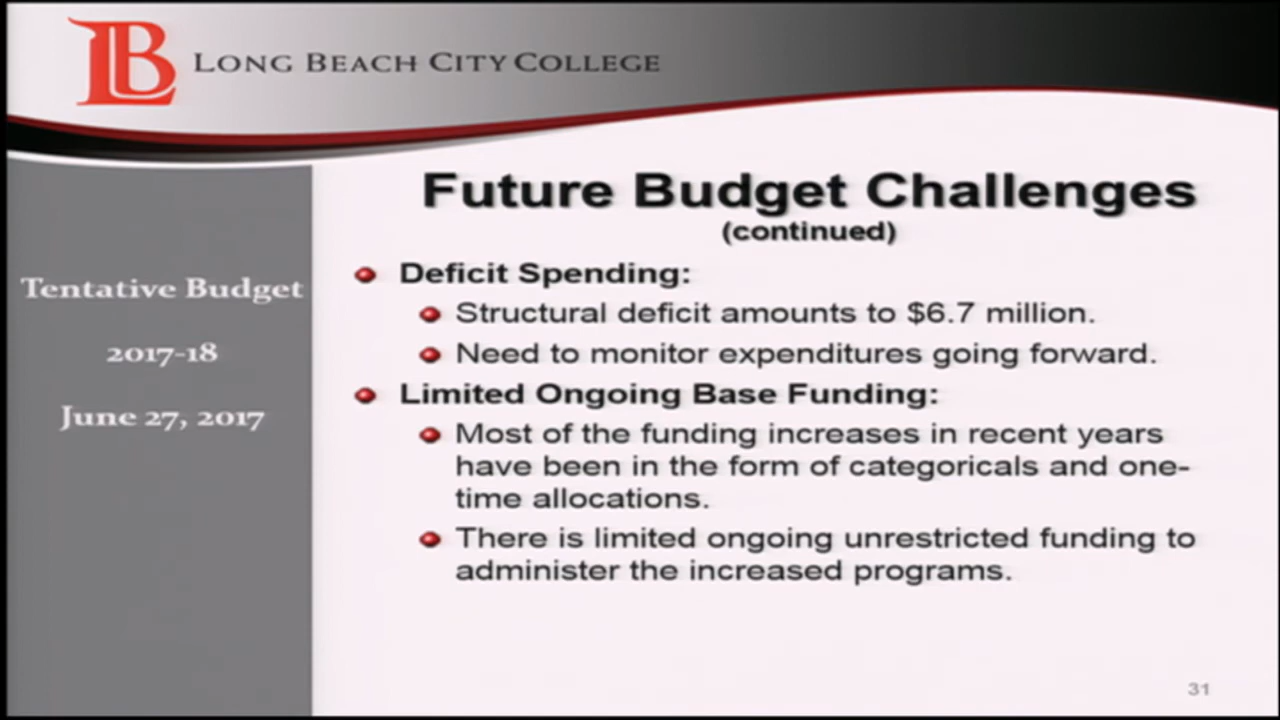 LB LONG BEACH CITY COLLEGE
Tentative Budget
2017-18
June 27, 2017
Future Budget Challenges
(continued)
Deficit Spending:
Structural deficit amounts to $6.7 million.
Need to monitor expenditures going forward.
Limited Ongoing Base Funding:
Most of the funding increases in recent years
have been in the form of categoricals and one-
time allocations.
There is limited ongoing unrestricted funding to
administer the increased programs.
31